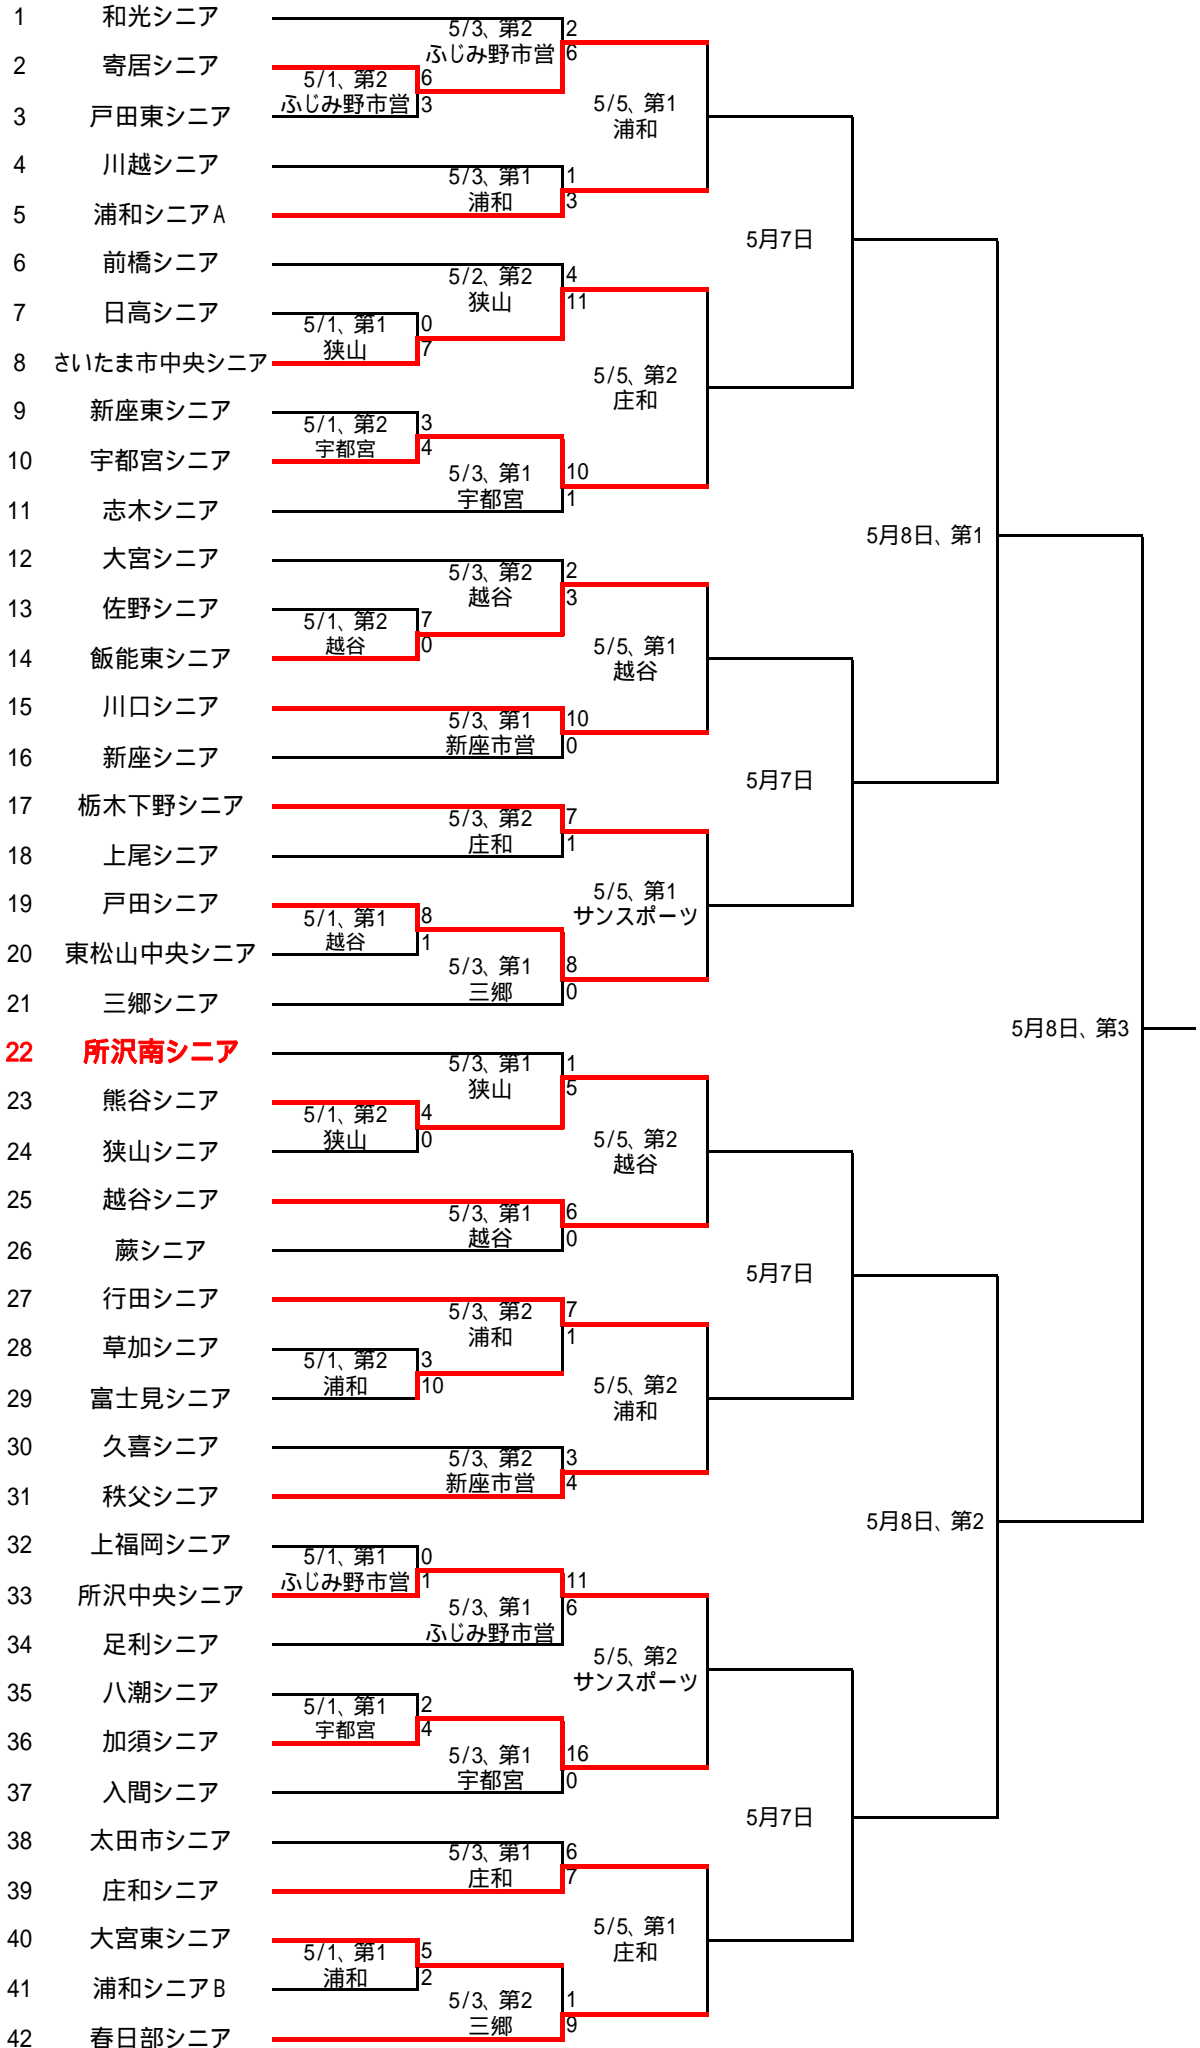 1 和光シニア
5/3、第2 2
ふじみ野市営 6
2 寄居シニア
5/1、第2 6
ふじみ野市営 3
3 戸田東シニア
5/5、第1
浦和
4 川越シニア
5/3、第1 1
浦和 3
5 浦和シニアA
5月7日
6 前橋シニア
5/2、第2 4
狭山 11
7 日高シニア
5/1、第1 0
狭山 7
8 さいたま市中央シニア
5/5、第2
庄和
9 新座東シニア
5/1、第2 3
宇都宮 4
10 宇都宮シニア
5/3、第1 10
宇都宮 1
11 志木シニア
5月8日、第1
12 大宮シニア
5/3、第2 2
越谷 3
13 佐野シニア
5/1、第2 7
越谷 0
14 飯能東シニア
5/5、第1
越谷
15 川口シニア
5/3、第1 10
新座市営 0
16 新座シニア
5月7日
17 栃木下野シニア
5/3、第2 7
庄和 1
18 上尾シニア
5/5、第1
サンスポーツ
19 戸田シニア
5/1、第1 8
越谷 1
20 東松山中央シニア
5/3、第1 8
三郷 0
21 三郷シニア
5月8日、第3
22 所沢南シニア
5/3、第1 1
狭山 5
23 熊谷シニア
5/1、第2 4
狭山 0
24 狭山シニア
5/5、第2
越谷
25 越谷シニア
5/3、第1 6
越谷 0
26 蕨シニア
5月7日
27 行田シニア
5/3、第2 7
浦和 1
28 草加シニア
5/1、第2 3
浦和 10
29 富士見シニア
5/5、第2
浦和
30 久喜シニア
5/3、第2 3
新座市営 4
31 秩父シニア
5月8日、第2
32 上福岡シニア
5/1、第1 0
ふじみ野市営 1
33 所沢中央シニア
5/3、第1 11
ふじみ野市営 6
34 足利シニア
5/5、第2
サンスポーツ
35 八潮シニア
5/1、第1 2
宇都宮 4
36 加須シニア
5/3、第1 16
宇都宮 0
37 入間シニア
5月7日
38 太田市シニア
5/3、第1 6
庄和 7
39 庄和シニア
5/5、第1
庄和
40 大宮東シニア
5/1、第1 5
浦和 2
41 浦和シニアB
5/3、第2 1
三郷 9
42 春日部シニア